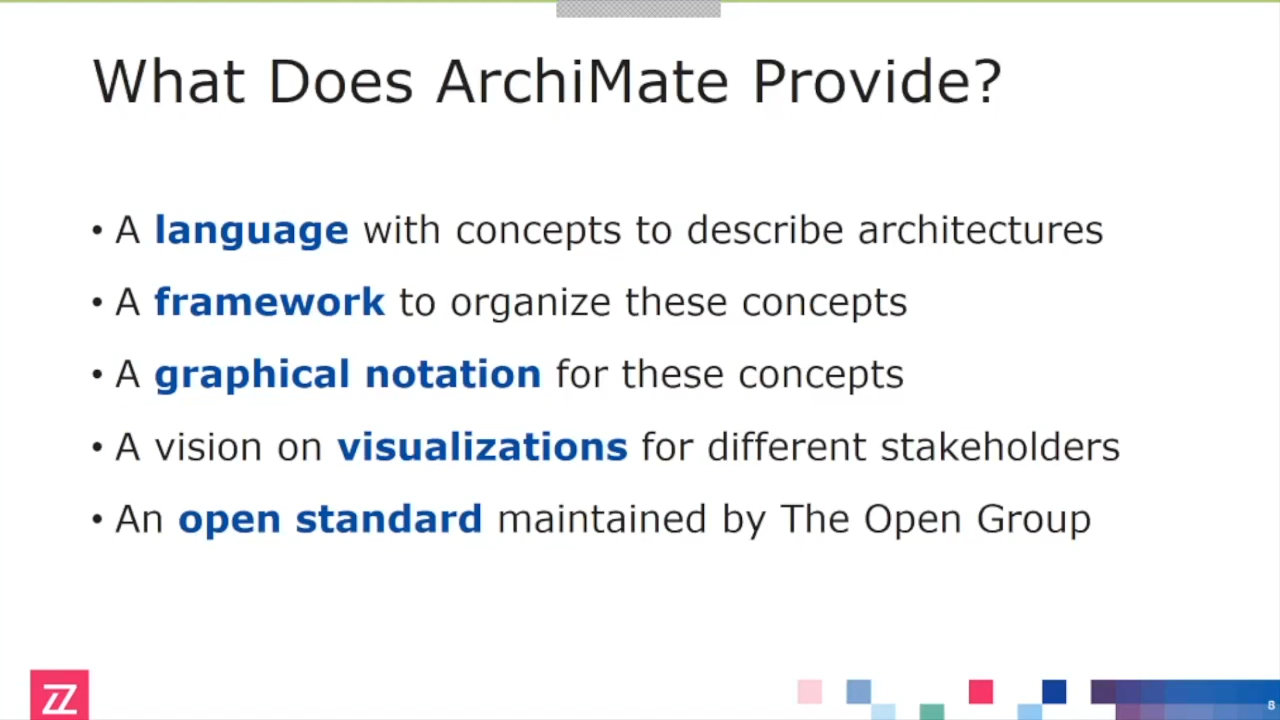 What Does ArchiMate Provide?
• A language with concepts to describe architectures
• A framework to organize these concepts
• A graphical notation for these concepts
• A vision on visualizations for different stakeholders
• An open standard maintained by The Open Group
8